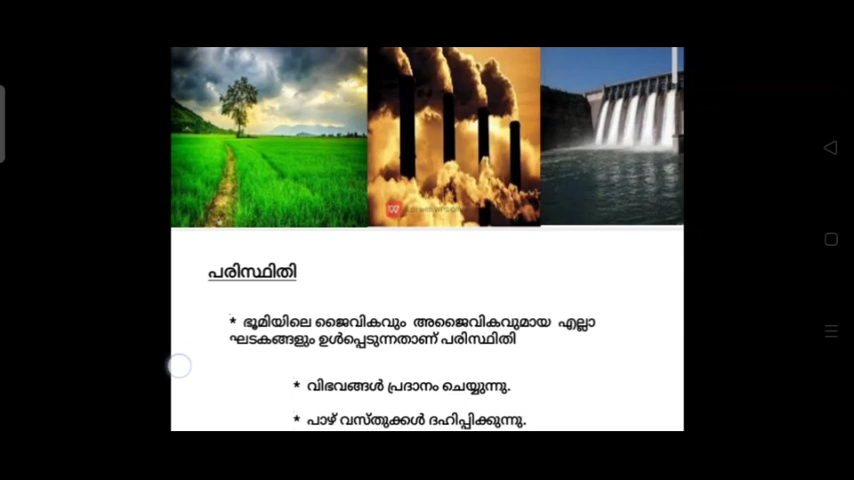 പരിസ്ഥിതി
* ഭൂമിയിലെ ജൈവികവും അജൈവികവുമായ എല്ലാ
ഘടകങ്ങളും ഉൾപ്പെടുന്നതാണ് പരിസ്ഥിതി
* വിഭവങ്ങൾ പ്രദാനം ചെയ്യുന്നു.
* പാഴ് വസ്തുക്കൾ ദഹിപ്പിക്കുന്നു.